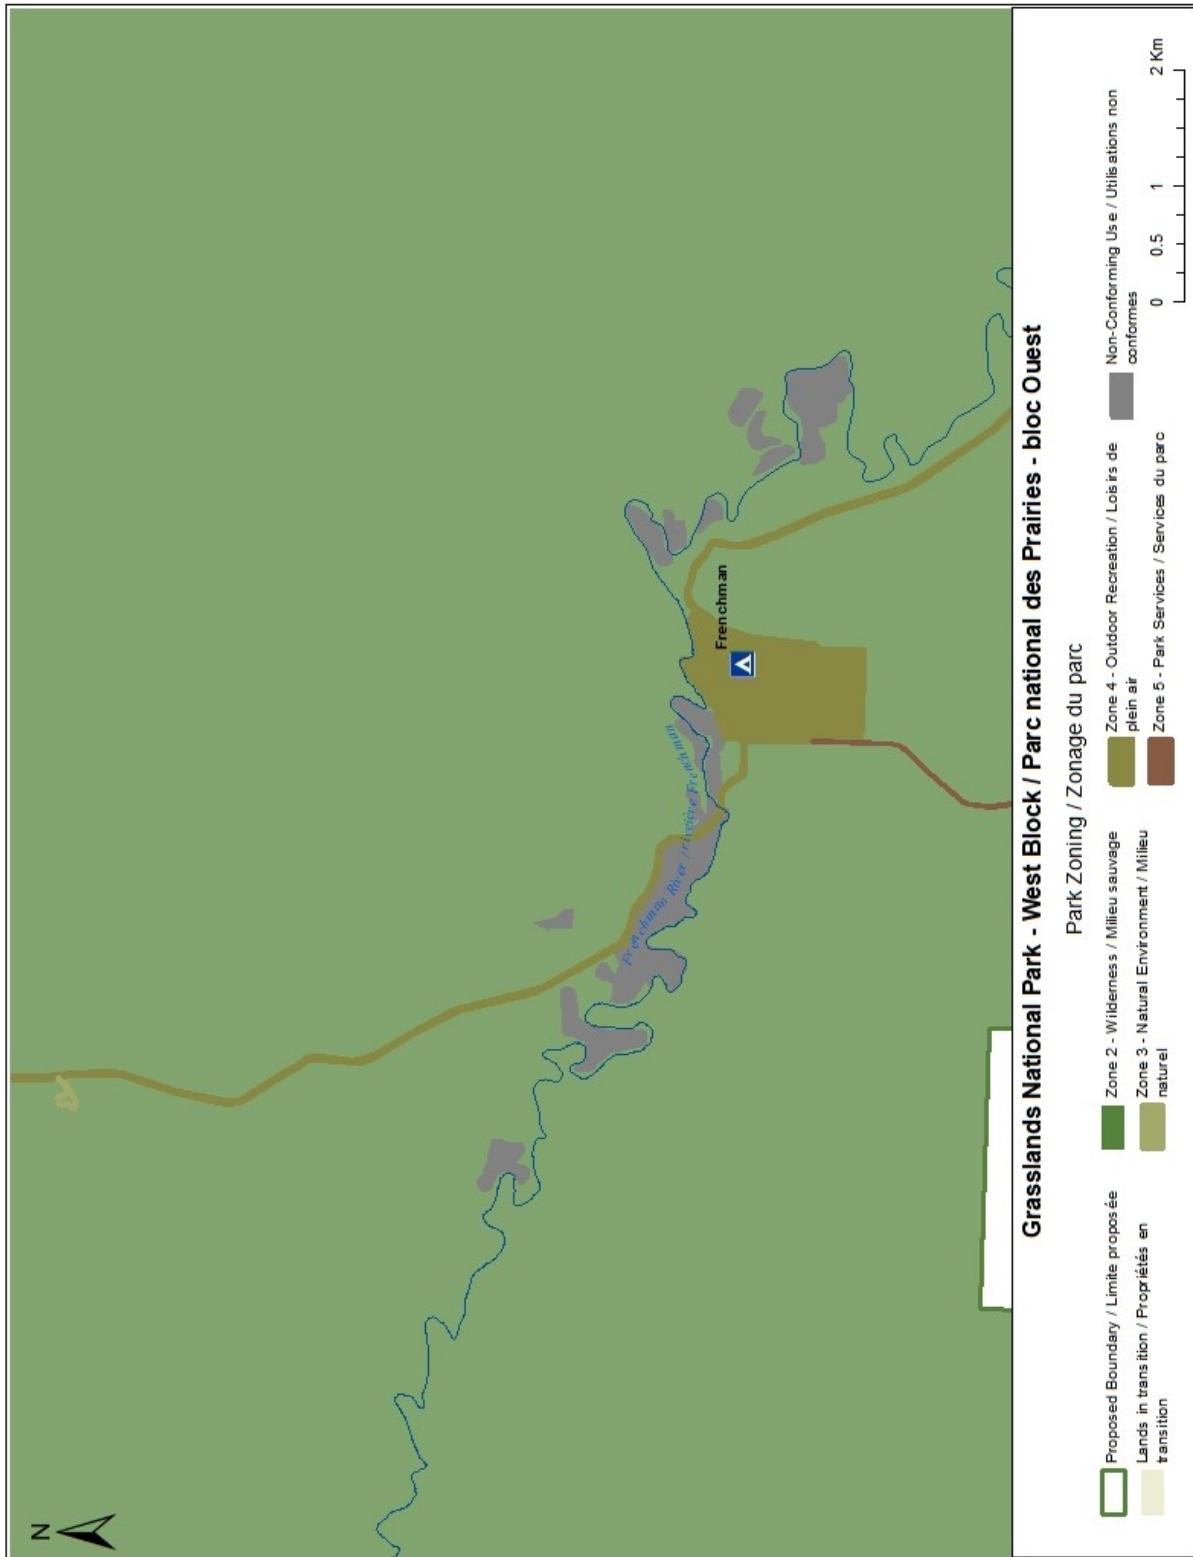 N
Frenchman River / rivière Frenchman
Frenchman
Grasslands National Park - West Block / Parc national des Prairies - bloc Ouest
Park Zoning / Zonage du parc
Proposed Boundary / Limite proposée
Lands in transition / Propriétés en
transition
Zone 2 - Wilderness / Milieu sauvage
Zone 3 - Natural Environment / Milieu
naturel
Zone 4 - Outdoor Recreation / Loisirs de
plein air
Zone 5 - Park Services / Services du parc
Non-Conforming Use / Utilisations non
conformes
0 0.5 1 2 Km